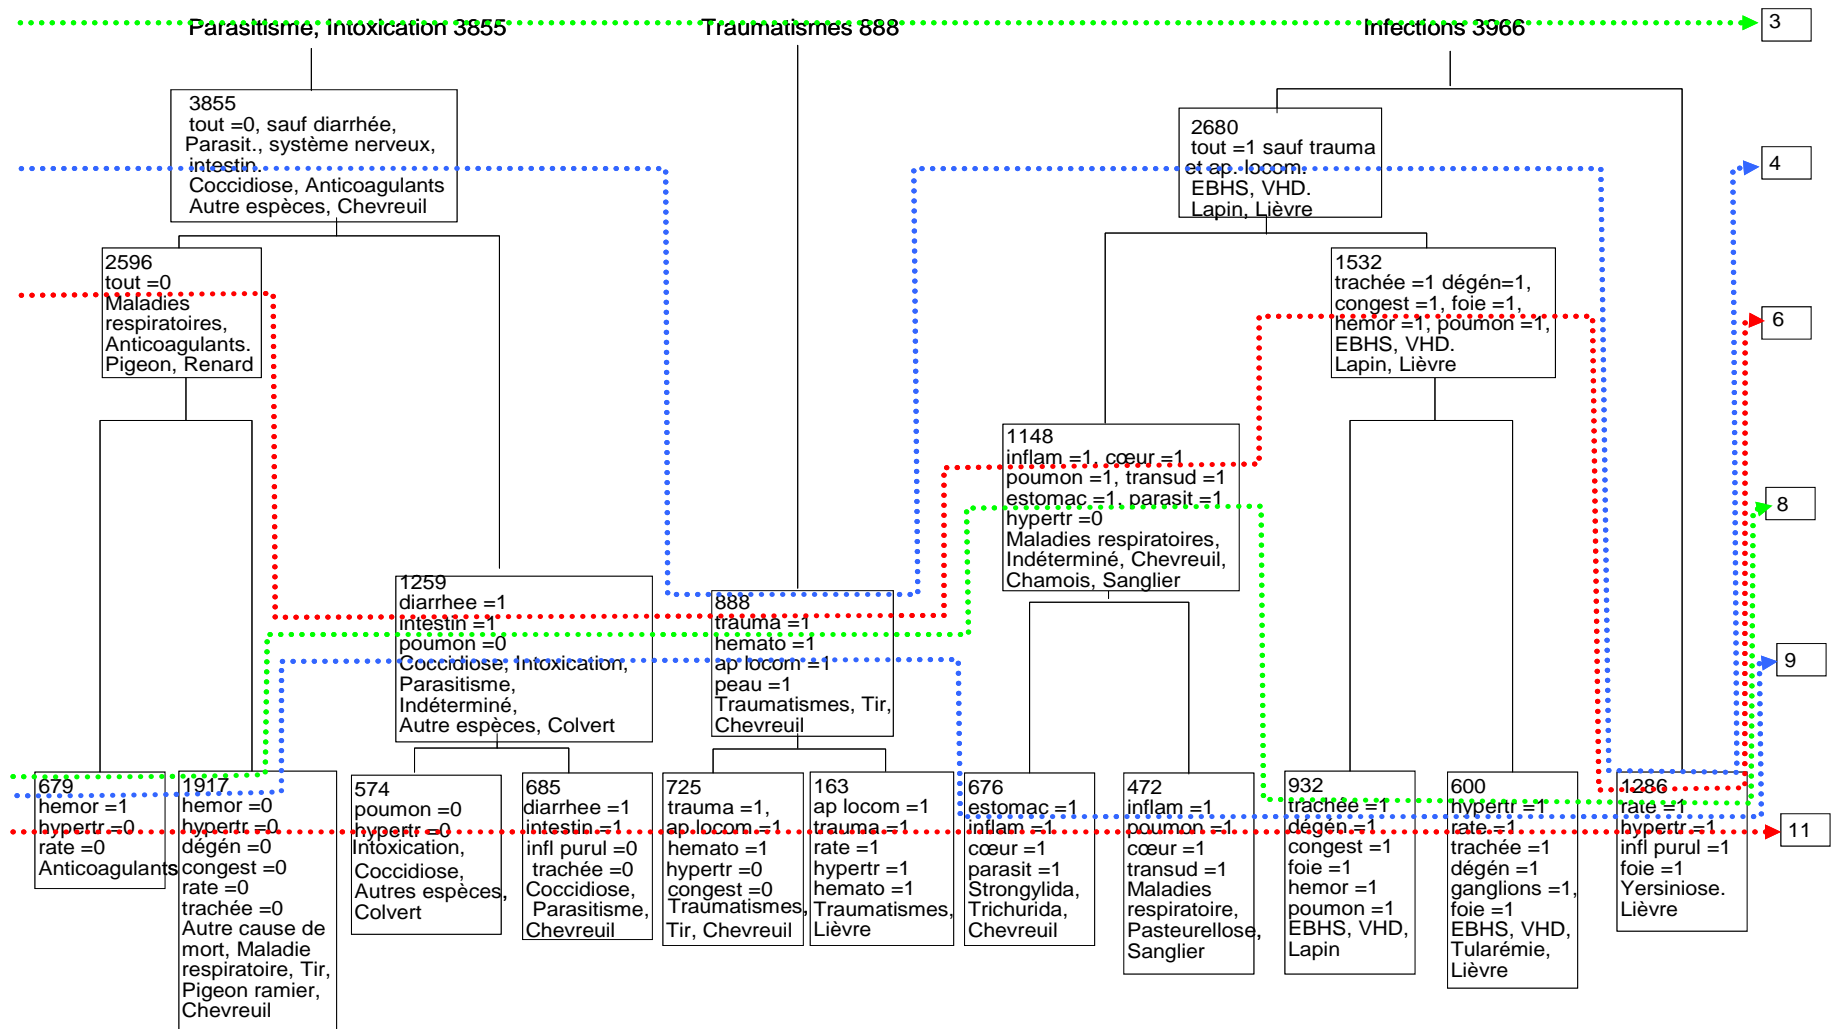 Parasitisme, Intoxication 3855
Traumatismes 888
Infections 3966
3
3855
tout =0, sauf diarrhée,
Parasit., système nerveux,
intestin.
Coccidiose, Anticoagulants
Autre espèces, Chevreuil
2680
tout =1 sauf trauma
et ap. locom.
EBHS, VHD.
Lapin, Lièvre
4
2596
tout =0
Maladies
respiratoires,
Anticoagulants.
Pigeon, Renard
1532
trachée =1 dégén=1,
congest =1, foie =1,
hemor =1, poumon =1,
EBHS, VHD.
Lapin, Lièvre
6
1148
inflam =1, cœur =1
poumon =1, transud =1
estomac =1, parasit =1
hypertr =0
Maladies respiratoires,
Indéterminé, Chevreuil,
Chamois, Sanglier
8
1259
diarrhee =1
intestin =1
poumon =0
Coccidiose, Intoxication,
Parasitisme,
Indéterminé,
Autre espèces, Colvert
888
trauma =1
hemato =1
ap locom =1
peau =1
Traumatismes, Tir,
Chevreuil
9
679
hemor =1
hypertr =0
rate =0
Anticoagulants
1917
hemor =0
hypertr =0
dégén =0
congest =0
rate =0
trachée =0
Autre cause de
mort, Maladie
respiratoire, Tir,
Pigeon ramier,
Chevreuil
574
poumon =0
hypertr =0
Intoxication,
Coccidiose,
Autres espèces,
Colvert
685
diarrhee =1
intestin =1
infl purul =0
trachée =0
Coccidiose,
Parasitisme,
Chevreuil
725
trauma =1,
ap locom =1
hemato =1
hypertr =0
congest =0
Traumatismes,
Tir, Chevreuil
163
ap locom =1
trauma =1
rate =1
hypertr =1
hemato =1
Traumatismes,
Lièvre
676
estomac =1
inflam =1
cœur =1
parasit =1
Strongylida,
Trichurida,
Chevreuil
472
inflam =1
poumon =1
cœur =1
transud =1
Maladies
respiratoire,
Pasteurellose,
Sanglier
932
trachée =1
dégén =1
congest =1
foie =1
hemor =1
poumon =1
EBHS, VHD,
Lapin
600
hypertr =1
rate =1
trachée =1
dégén =1
ganglions =1,
foie =1
EBHS, VHD,
Tularémie,
Lièvre
1286
rate =1
hypertr =1
infl purul =1
foie =1
Yersiniose.
Lièvre
11